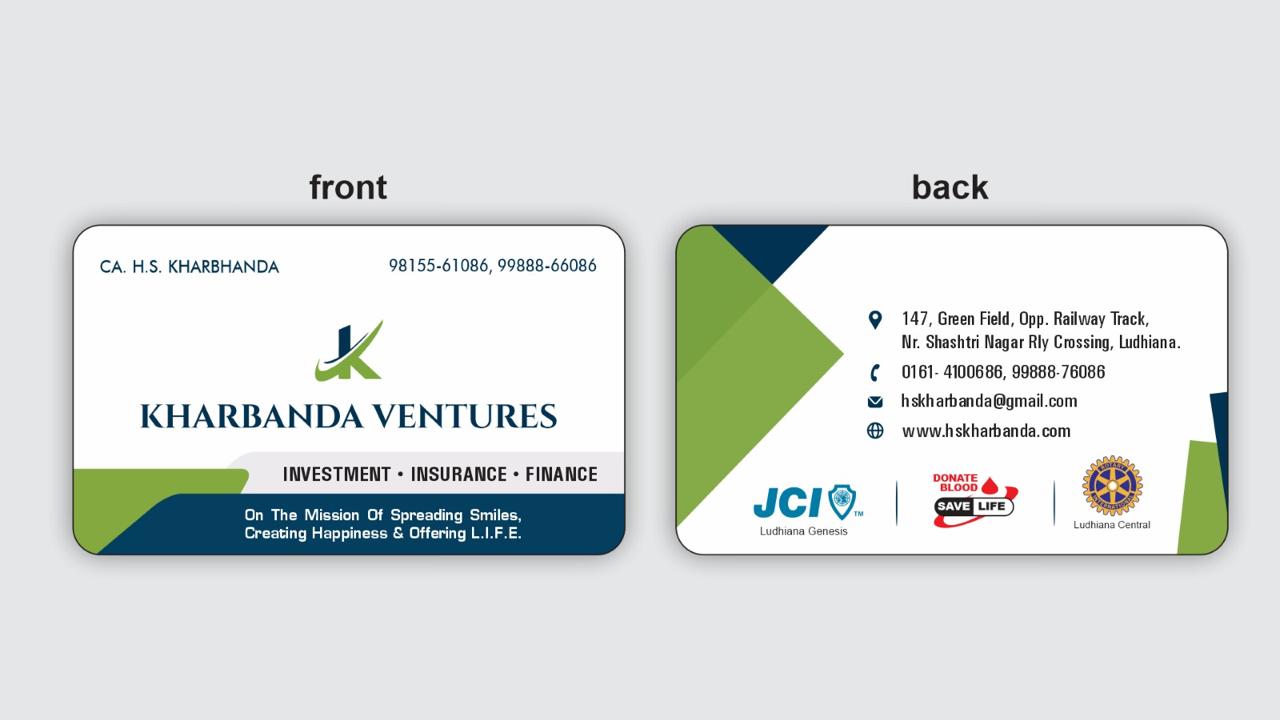 front
CA. H.S. KHARBHANDA
98155-61086, 99888-66086
KHARBANDA VENTURES
INVESTMENT • INSURANCE • FINANCE
On The Mission Of Spreading Smiles,
Creating Happiness & Offering L.I.F.E.
back
147, Green Field, Opp. Railway Track,
Nr. Shashtri Nagar Rly Crossing, Ludhiana.
0161- 4100686, 99888-76086
hskharbanda@gmail.com
www.hskharbanda.com
JCI TM
Ludhiana Genesis
DONATE
BLOOD
SAVE LIFE
ROTARY
INTERNATIONAL
Ludhiana Central